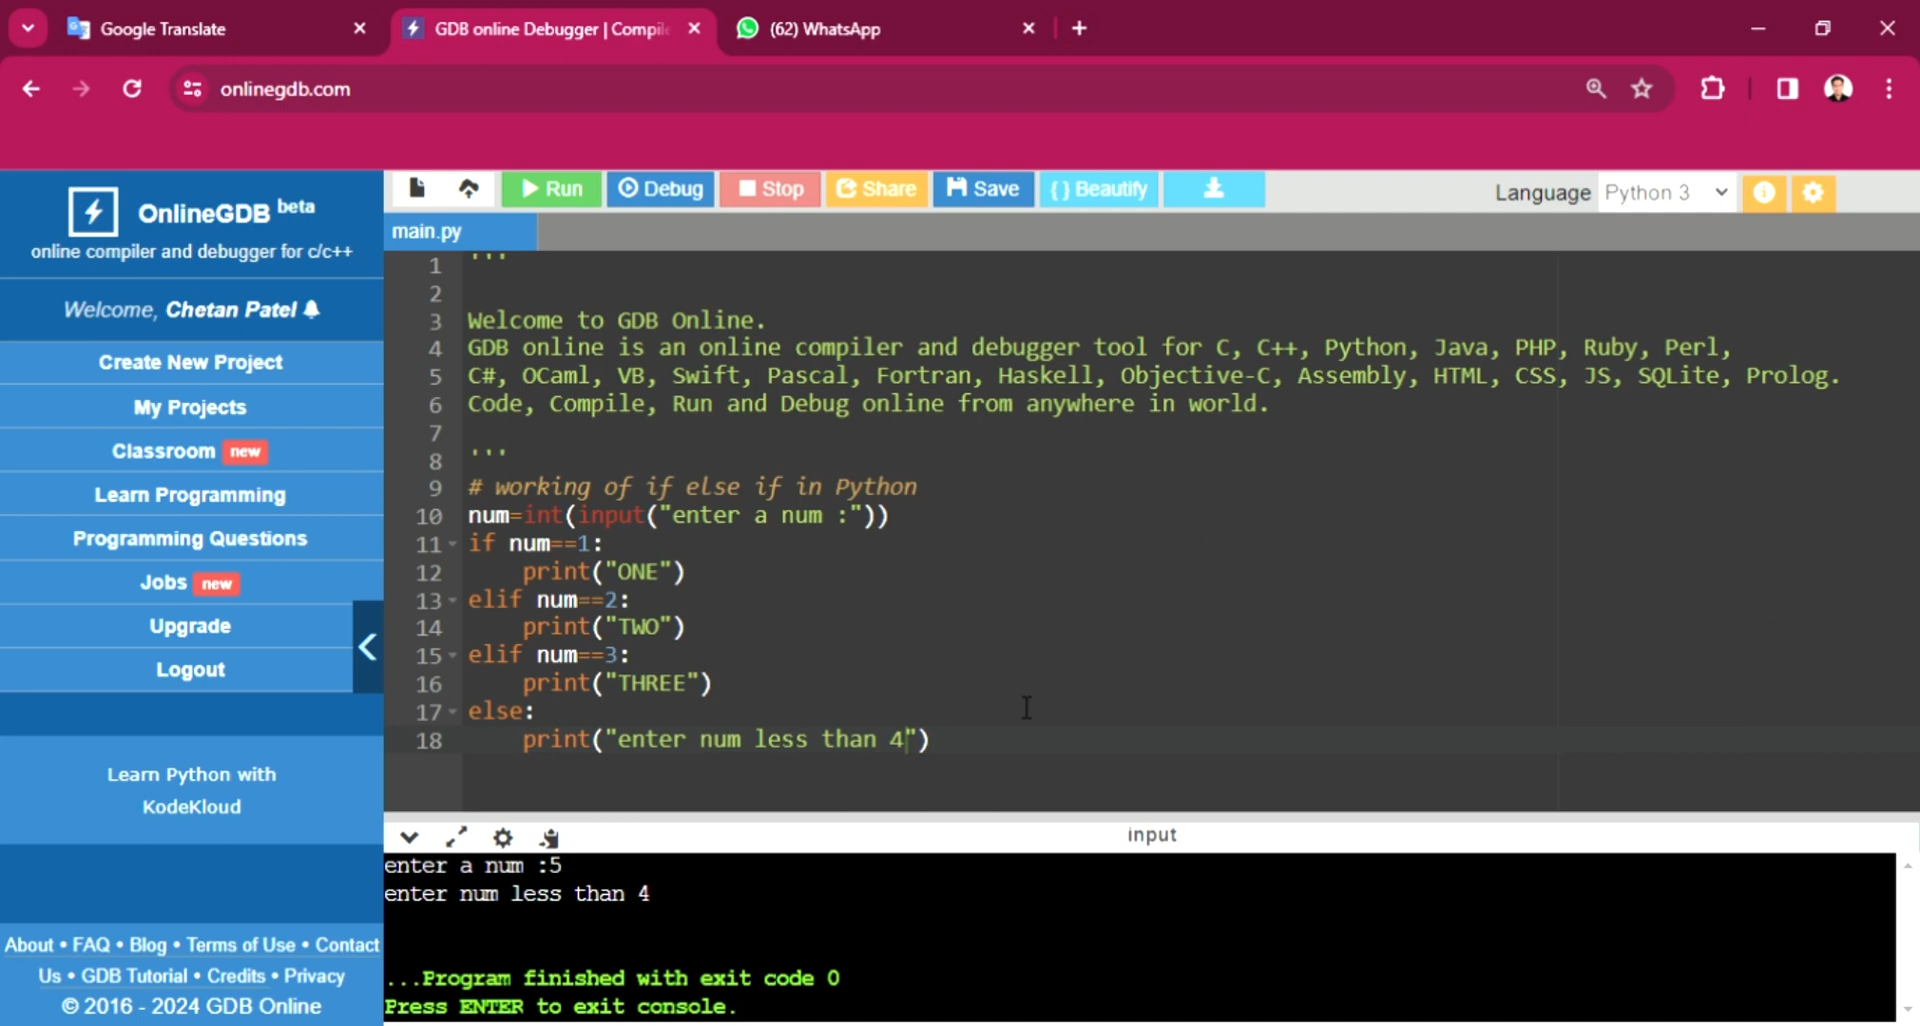 Google Translate
GDB online Debugger | Compile
(62) WhatsApp
onlinegdb.com
OnlineGDB beta
online compiler and debugger for c/c++
Welcome, Chetan Patel
Create New Project
My Projects
Classroom new
Learn Programming
Programming Questions
Jobs new
Upgrade
Logout
Learn Python with
KodeKloud
About • FAQ • Blog • Terms of Use • Contact
Us • GDB Tutorial • Credits • Privacy
© 2016 - 2024 GDB Online
Run Debug Stop Share Save { } Beautify
Language Python 3
main.py
1 '''
2
3 Welcome to GDB Online.
4 GDB online is an online compiler and debugger tool for C, C++, Python, Java, PHP, Ruby, Perl,
5 C#, OCaml, VB, Swift, Pascal, Fortran, Haskell, Objective-C, Assembly, HTML, CSS, JS, SQLite, Prolog.
6 Code, Compile, Run and Debug online from anywhere in world.
7
8 '''
9 # working of if else if in Python
10 num=int(input("enter a num :"))
11 if num==1:
12     print("ONE")
13 elif num==2:
14     print("TWO")
15 elif num==3:
16     print("THREE")
17 else:
18     print("enter num less than 4")
input
enter a num :5
enter num less than 4
...Program finished with exit code 0
Press ENTER to exit console.